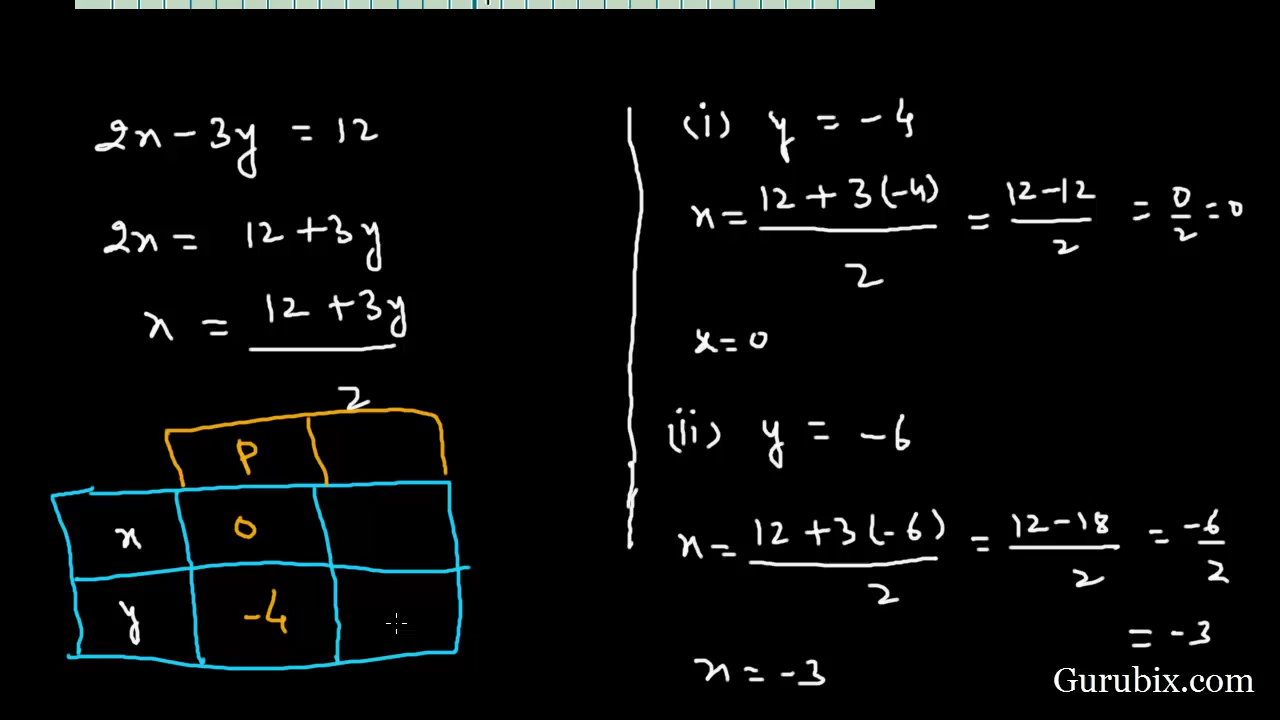 2x - 3y = 12
2x = 12 + 3y
x = 12 + 3y
2
P
x 0
y -4
(i) y = -4
x = 12 + 3(-4) / 2 = 12 - 12 / 2 = 0/2 = 0
x = 0
(ii) y = -6
x = 12 + 3(-6) / 2 = 12 - 18 / 2 = -6/2
= -3
x = -3
Gurubix.com